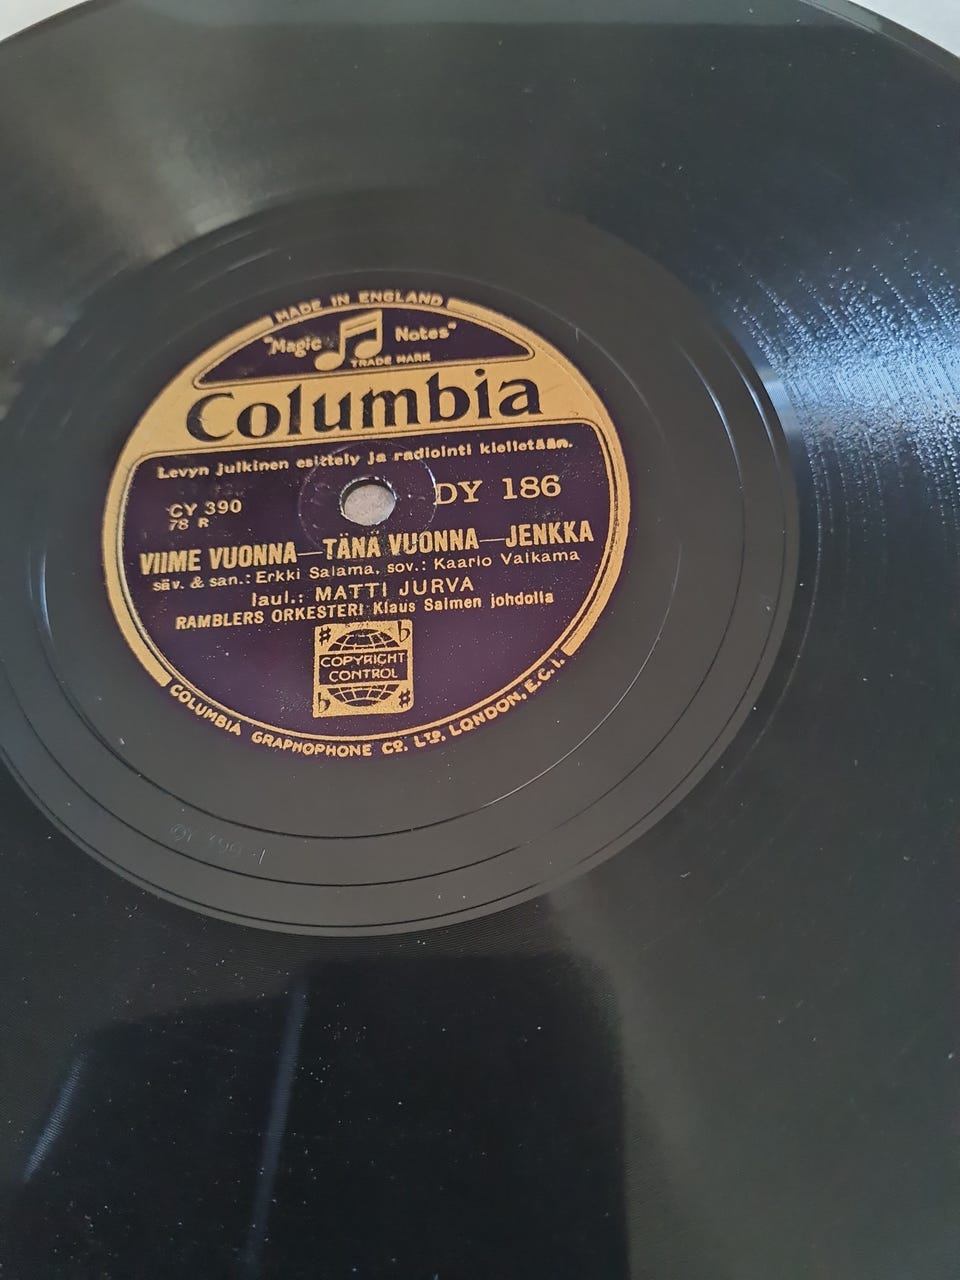 MADE IN ENGLAND
"Magic Notes"
TRADE MARK
Columbia
Levyn julkinen esittely ja radiointi kielletään.
CY 390
DY 186
78 R
VIIME VUONNA—TÄNÄ VUONNA—JENKKA
säv. & san.: Erkki Salama, sov.: Kaarlo Valkama
laul.: MATTI JURVA
RAMBLERS ORKESTERI Klaus Salmen johdolla
COPYRIGHT
CONTROL
COLUMBIA GRAPHOPHONE Co. LTD. LONDON, E.C.1.